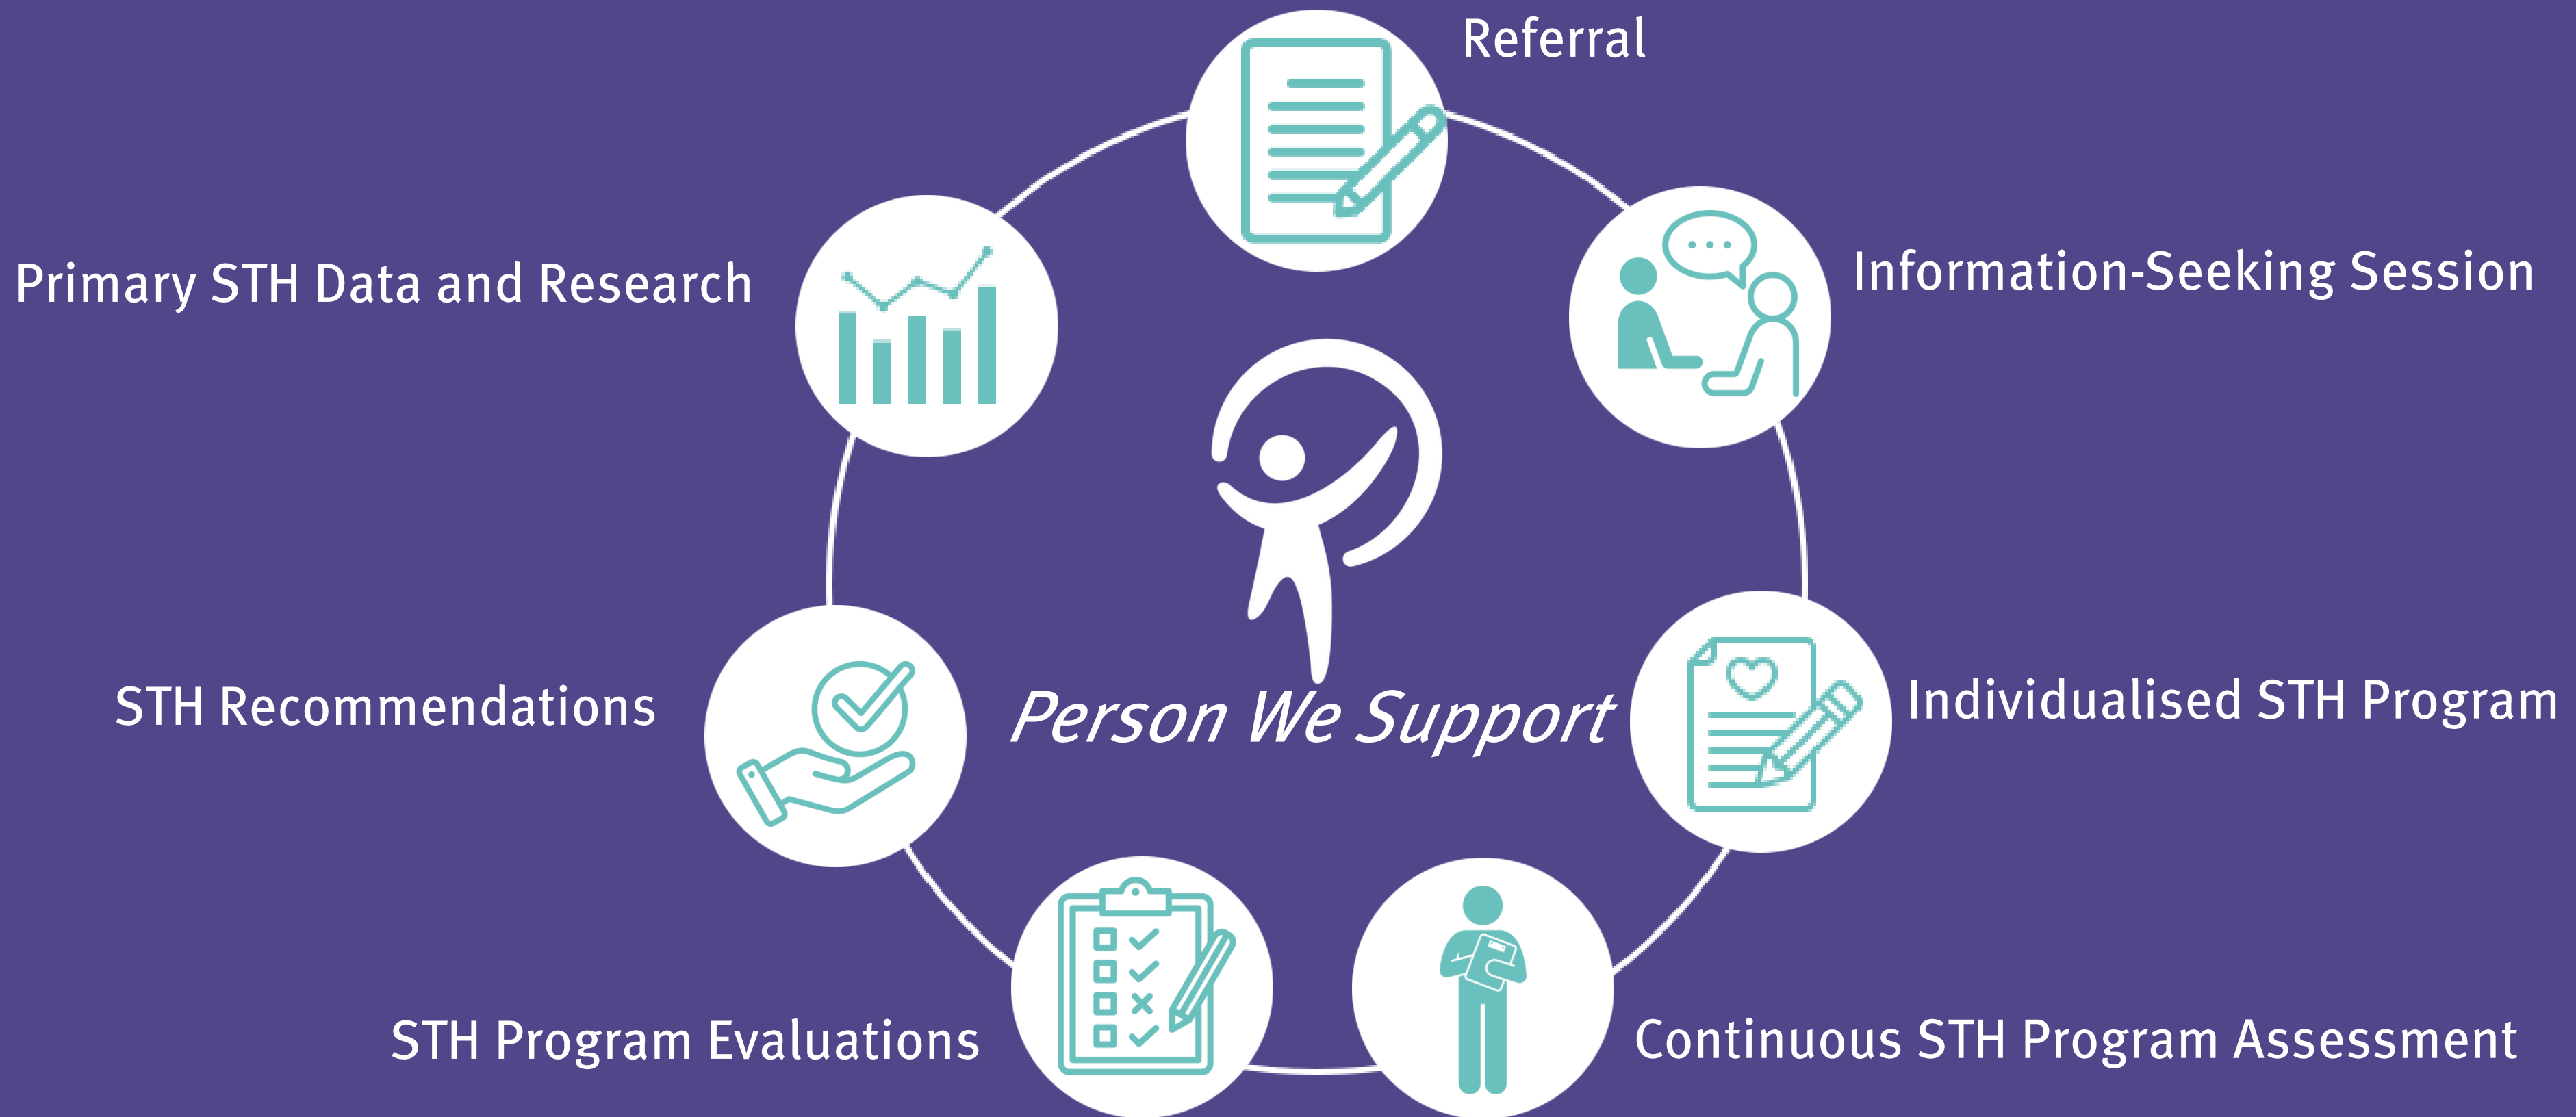 Referral
Information-Seeking Session
Individualised STH Program
Continuous STH Program Assessment
STH Program Evaluations
STH Recommendations
Primary STH Data and Research
Person We Support